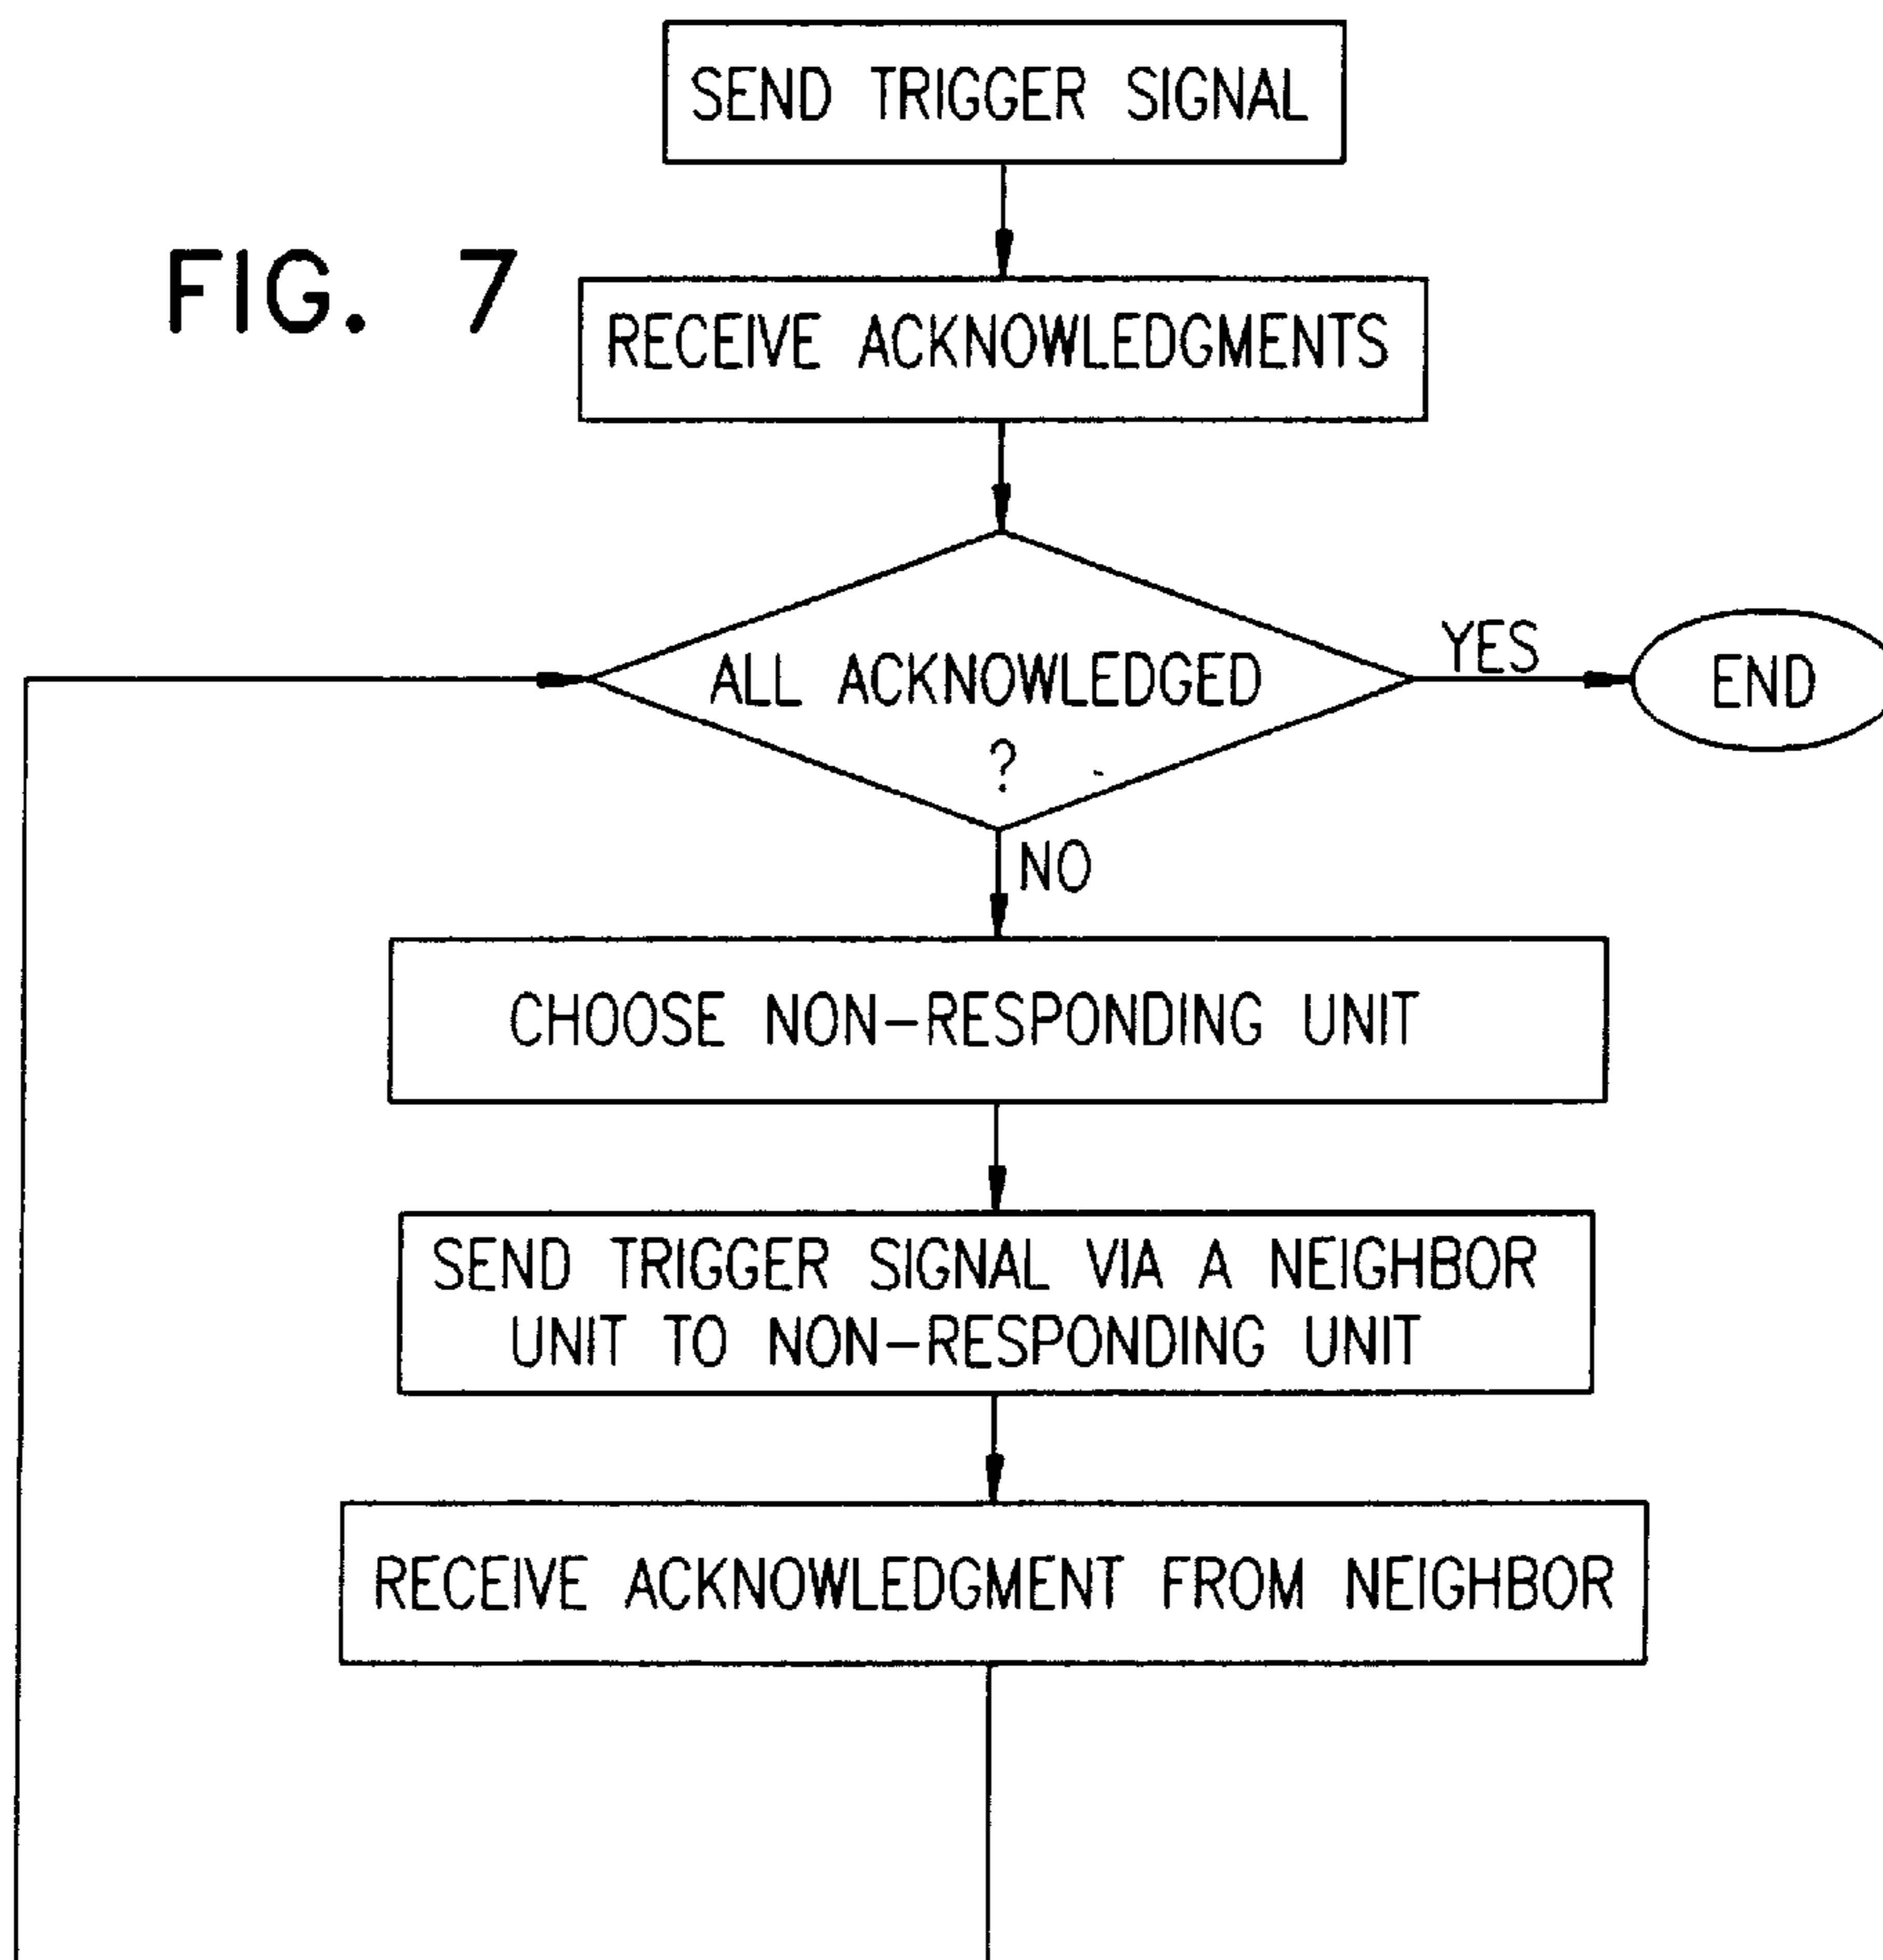 SEND TRIGGER SIGNAL
FIG. 7
RECEIVE ACKNOWLEDGMENTS
ALL ACKNOWLEDGED
?
YES
END
NO
CHOOSE NON-RESPONDING UNIT
SEND TRIGGER SIGNAL VIA A NEIGHBOR
UNIT TO NON-RESPONDING UNIT
RECEIVE ACKNOWLEDGMENT FROM NEIGHBOR